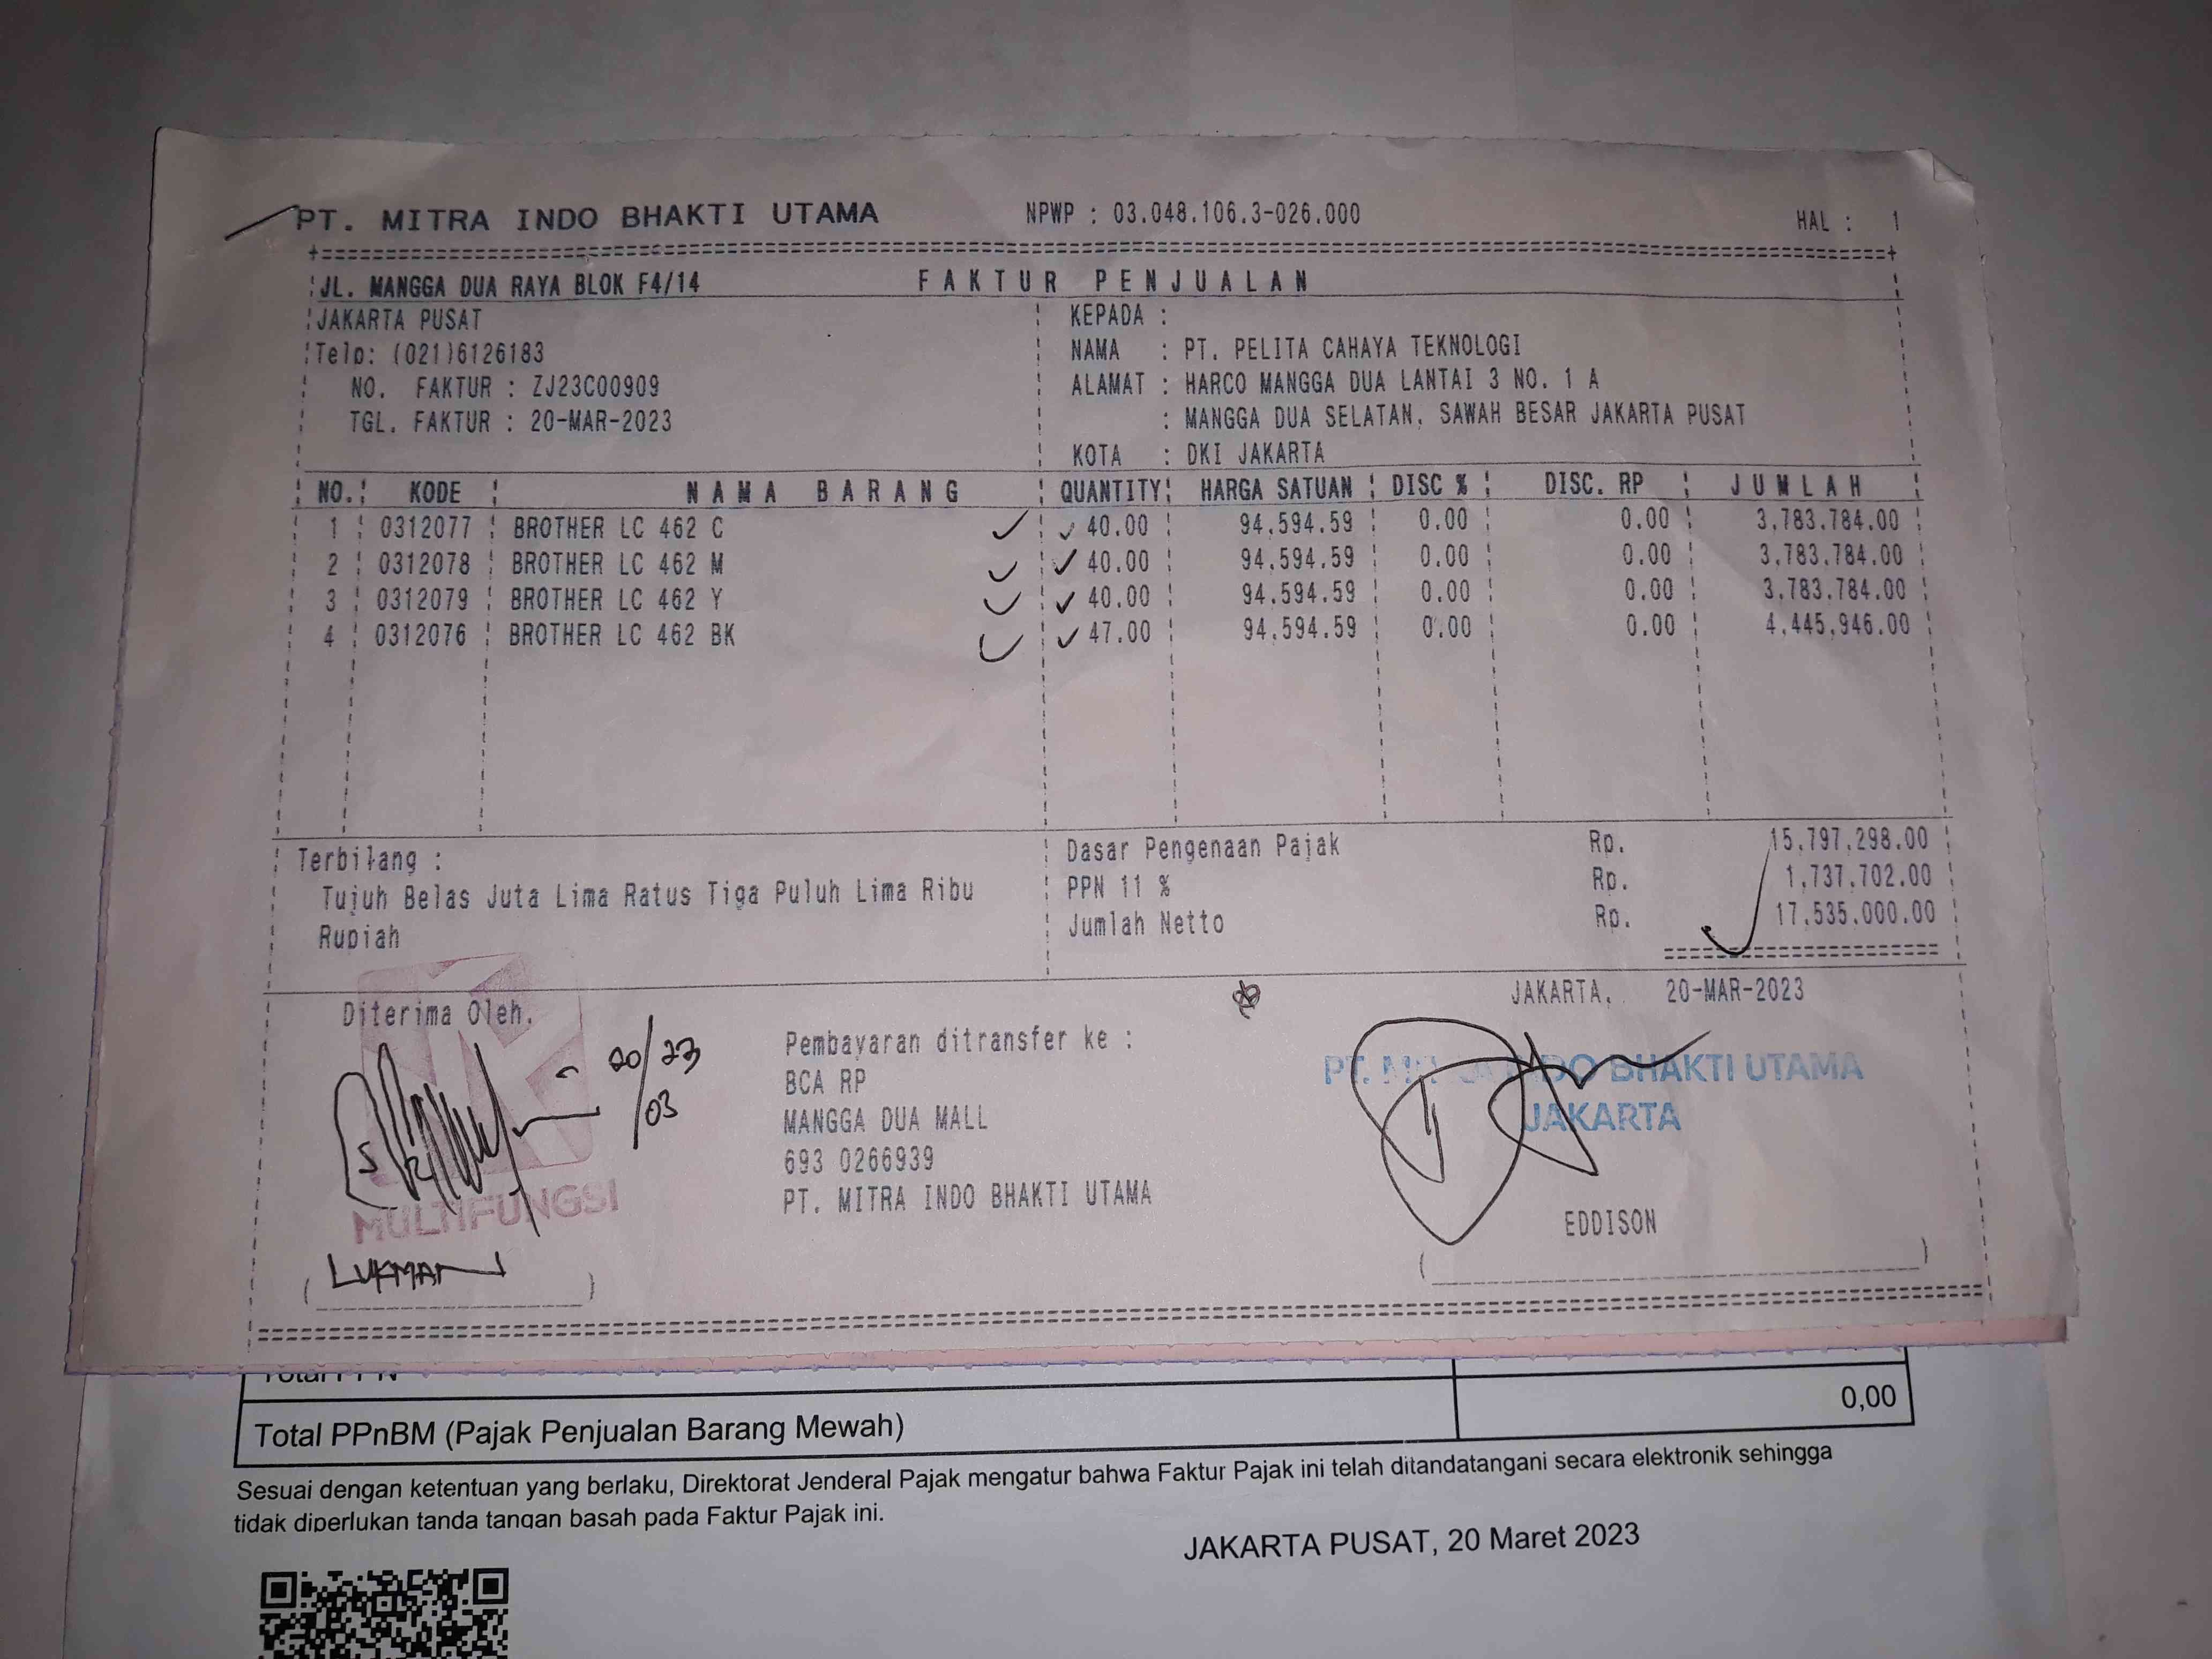 PT. MITRA INDO BHAKTI UTAMA NPWP : 03.048.106.3-026.000 HAL : 1
JL. MANGGA DUA RAYA BLOK F4/14 FAKTUR PENJUALAN
JAKARTA PUSAT KEPADA :
Telp: (021)6126183 NAMA : PT. PELITA CAHAYA TEKNOLOGI
NO. FAKTUR : ZJ23C00909 ALAMAT : HARCO MANGGA DUA LANTAI 3 NO. 1 A
TGL. FAKTUR : 20-MAR-2023 : MANGGA DUA SELATAN, SAWAH BESAR JAKARTA PUSAT
KOTA : DKI JAKARTA
NO. KODE NAMA BARANG QUANTITY HARGA SATUAN DISC % DISC. RP JUMLAH
1 0312077 BROTHER LC 462 C 40.00 94,594.59 0.00 0.00 3,783,784.00
2 0312078 BROTHER LC 462 M 40.00 94,594.59 0.00 0.00 3,783,784.00
3 0312079 BROTHER LC 462 Y 40.00 94,594.59 0.00 0.00 3,783,784.00
4 0312076 BROTHER LC 462 BK 47.00 94,594.59 0.00 0.00 4,445,946.00
Terbilang : Dasar Pengenaan Pajak Rp. 15,797,298.00
Tujuh Belas Juta Lima Ratus Tiga Puluh Lima Ribu PPN 11 % Rp. 1,737,702.00
Rupiah Jumlah Netto Rp. 17,535,000.00
JAKARTA, 20-MAR-2023
Diterima Oleh,
Pembayaran ditransfer ke :
20/03 23
BCA RP
PT. MITRA INDO BHAKTI UTAMA
MANGGA DUA MALL
JAKARTA
693 0266939
PT. MITRA INDO BHAKTI UTAMA
MULTIFUNGSI
EDDISON
LUKMAN
Total PPN
Total PPnBM (Pajak Penjualan Barang Mewah) 0,00
Sesuai dengan ketentuan yang berlaku, Direktorat Jenderal Pajak mengatur bahwa Faktur Pajak ini telah ditandatangani secara elektronik sehingga
tidak diperlukan tanda tangan basah pada Faktur Pajak ini.
JAKARTA PUSAT, 20 Maret 2023